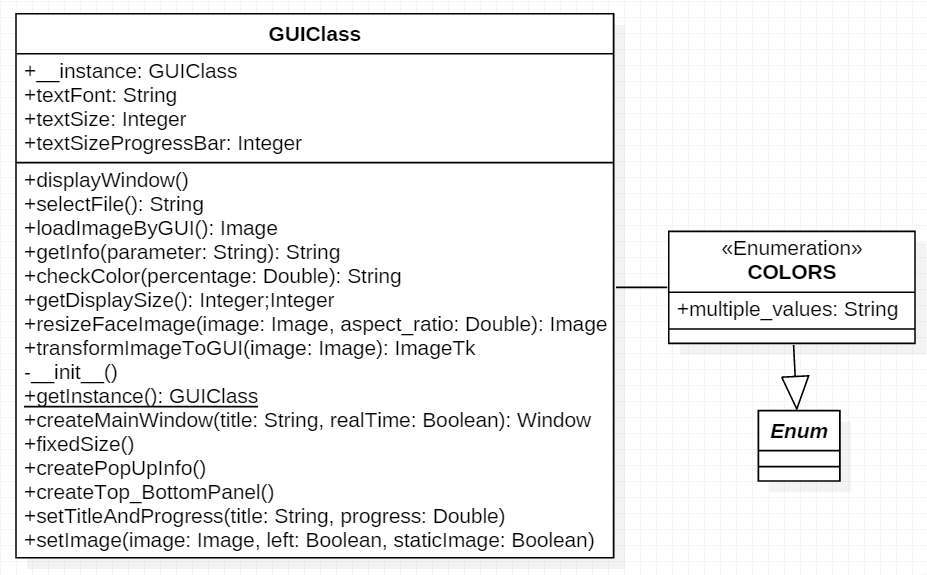 GUIClass
+__instance: GUIClass
+textFont: String
+textSize: Integer
+textSizeProgressBar: Integer
+displayWindow()
+selectFile(): String
+loadImageByGUI(): Image
+getInfo(parameter: String): String
+checkColor(percentage: Double): String
+getDisplaySize(): Integer;Integer
+resizeFaceImage(image: Image, aspect_ratio: Double): Image
+transformImageToGUI(image: Image): ImageTk
-__init__()
+getInstance(): GUIClass
+createMainWindow(title: String, realTime: Boolean): Window
+fixedSize()
+createPopUpInfo()
+createTop_BottomPanel()
+setTitleAndProgress(title: String, progress: Double)
+setImage(image: Image, left: Boolean, staticImage: Boolean)
«Enumeration»
COLORS
+multiple_values: String
Enum